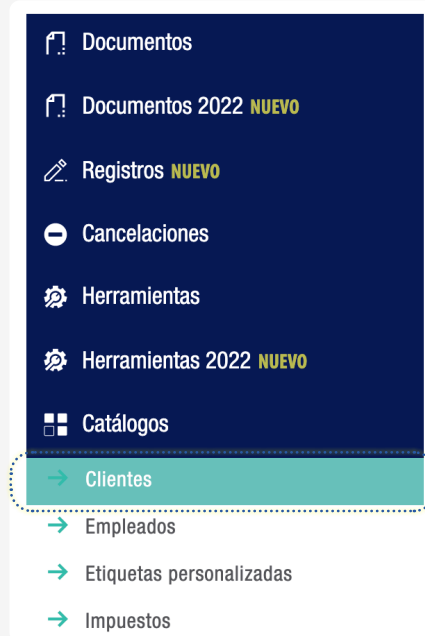 Documentos
Documentos 2022 NUEVO
Registros NUEVO
Cancelaciones
Herramientas
Herramientas 2022 NUEVO
Catálogos
Clientes
Empleados
Etiquetas personalizadas
Impuestos